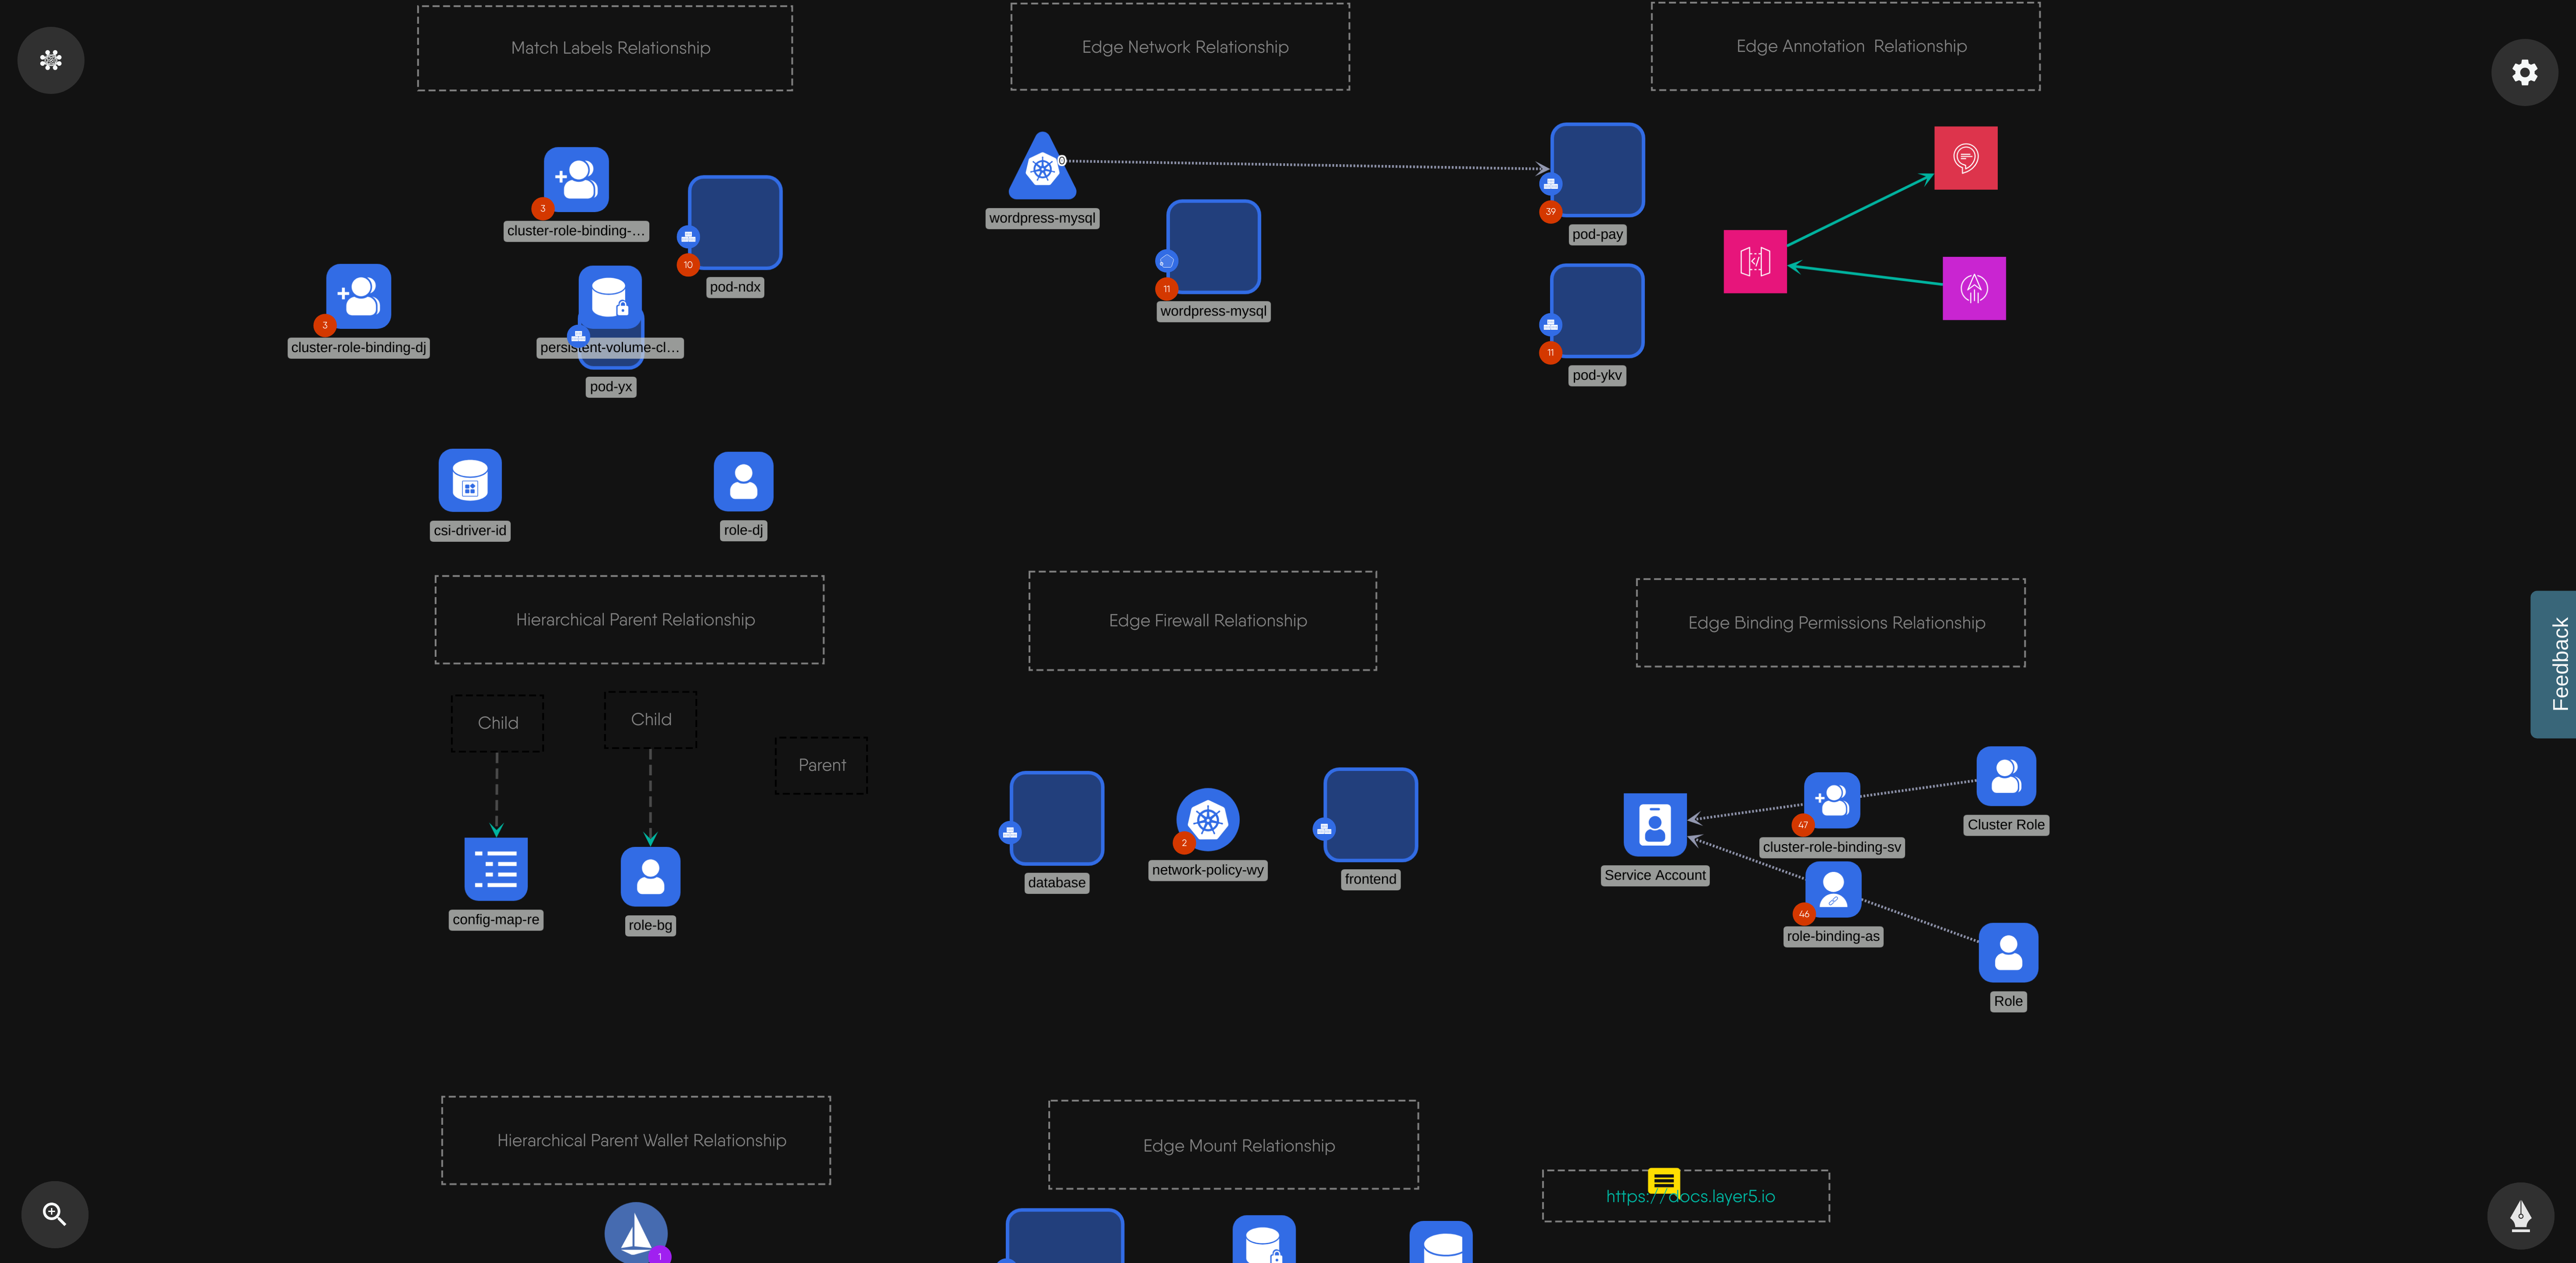 Match Labels Relationship
Edge Network Relationship
Edge Annotation Relationship
3
cluster-role-binding-...
10
pod-ndx
3
cluster-role-binding-dj
persistent-volume-cl...
pod-yx
csi-driver-id
role-dj
0
wordpress-mysql
11
wordpress-mysql
39
pod-pay
11
pod-ykv
Hierarchical Parent Relationship
Edge Firewall Relationship
Edge Binding Permissions Relationship
Child
Child
Parent
config-map-re
role-bg
database
2
network-policy-wy
frontend
Service Account
47
cluster-role-binding-sv
Cluster Role
46
role-binding-as
Role
Feedback
Hierarchical Parent Wallet Relationship
Edge Mount Relationship
https://docs.layer5.io
1